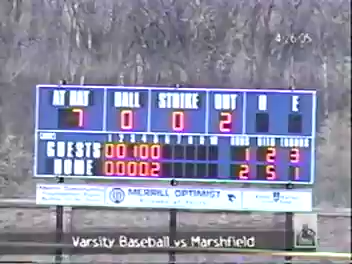 4-26-05
AT BAT BALL STRIKE OUT H E
7 0 0 2
1 2 3 4 5 6 7 8 9 10 RUNS HITS ERRORS
GUESTS 00100 1 2 3
HOME 00002 2 5 1
MERRILL OPTIMIST
Varsity Baseball vs Marshfield